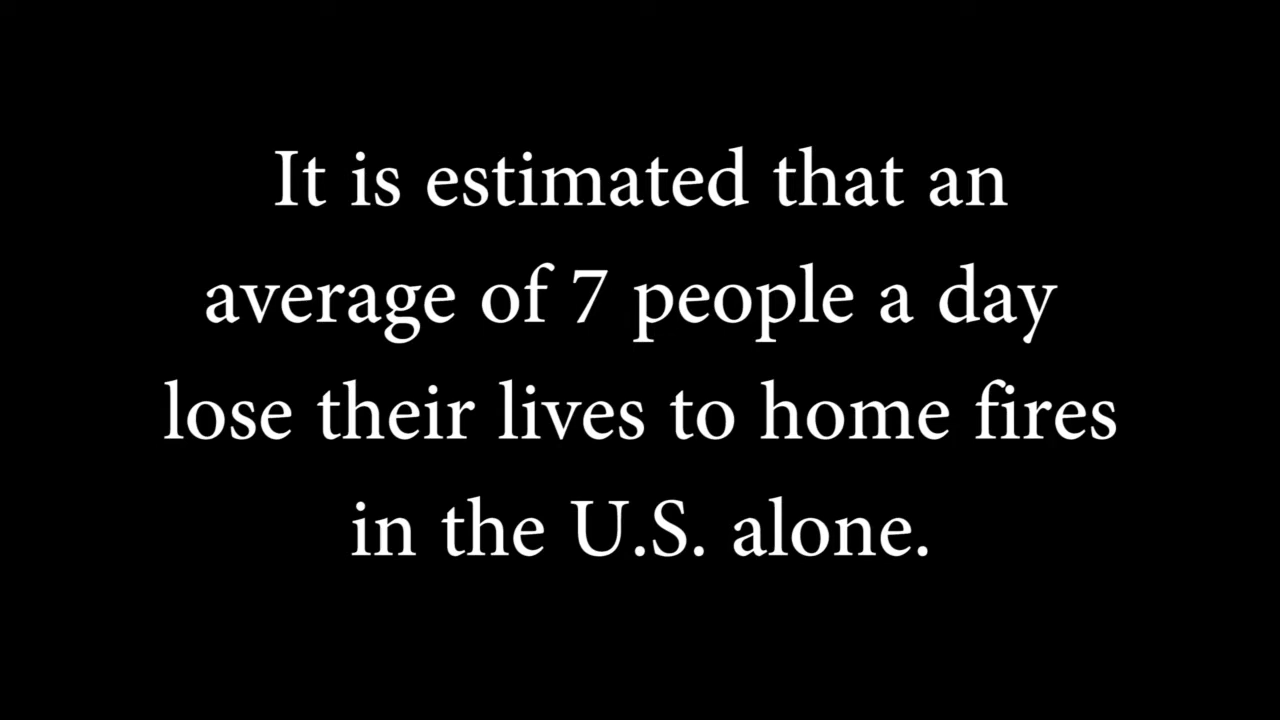 It is estimated that an
average of 7 people a day
lose their lives to home fires
in the U.S. alone.